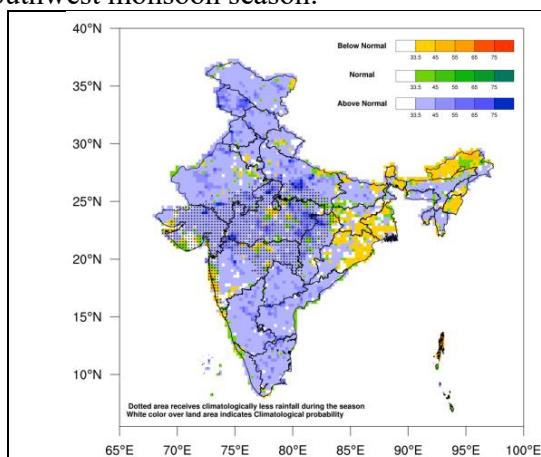 outhwest monsoon season.
40°N
35°N
30°N
25°N
20°N
15°N
10°N
Below Normal
33.5 45 55 65 75
Normal
33.5 45 55 65 75
Above Normal
33.5 45 55 65 75
Dotted area receives climatologically less rainfall during the season
White color over land area indicates Climatological probability
65°E 70°E 75°E 80°E 85°E 90°E 95°E 100°E